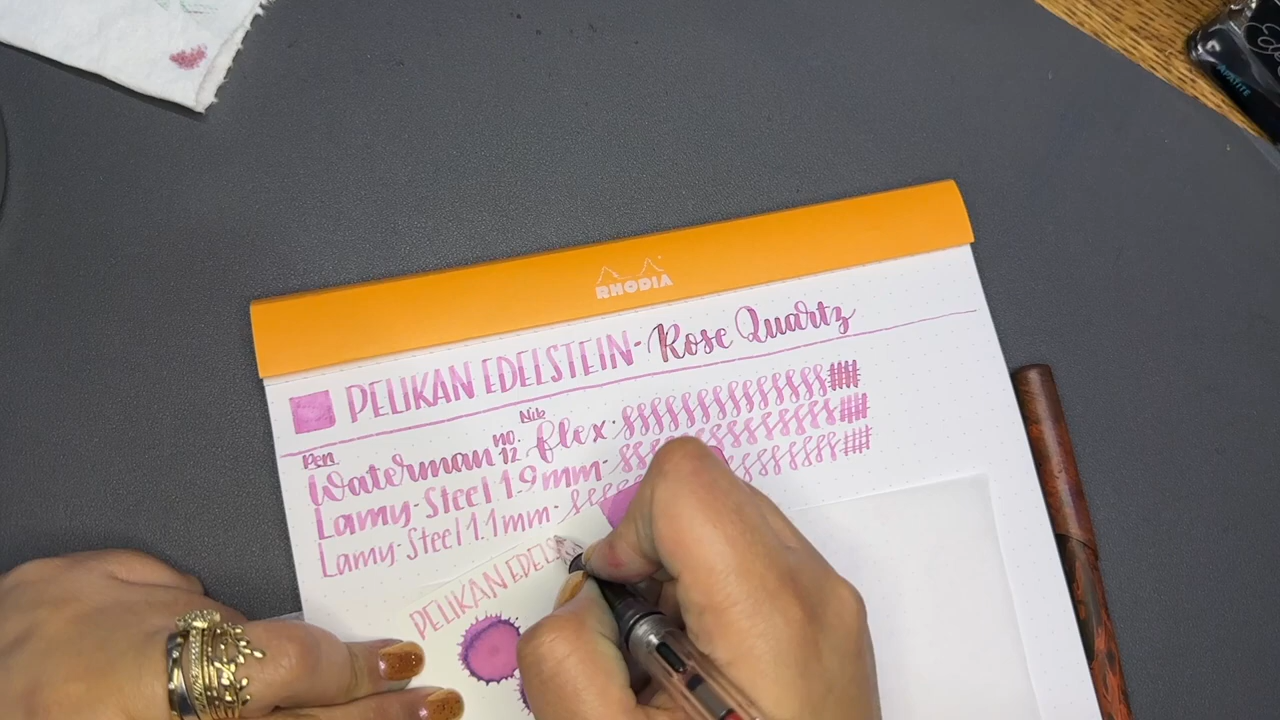 APATITE
RHODIA
PELIKAN EDELSTEIN - Rose Quartz
Pen Nib
Waterman no. 12 flex
Lamy - Steel 1.9mm
Lamy - Steel 1.1mm
PELIKAN EDELS